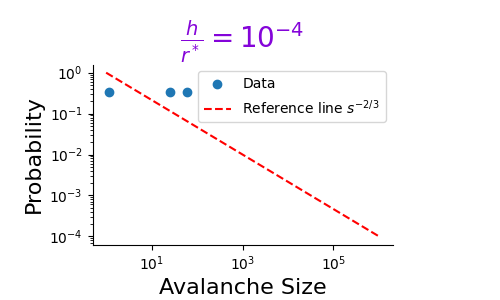 $\frac{h}{r^*} = 10^{-4}$
Data
Reference line $s^{-2/3}$
Probability
$10^0$
$10^{-1}$
$10^{-2}$
$10^{-3}$
$10^{-4}$
$10^1$ $10^3$ $10^5$
Avalanche Size